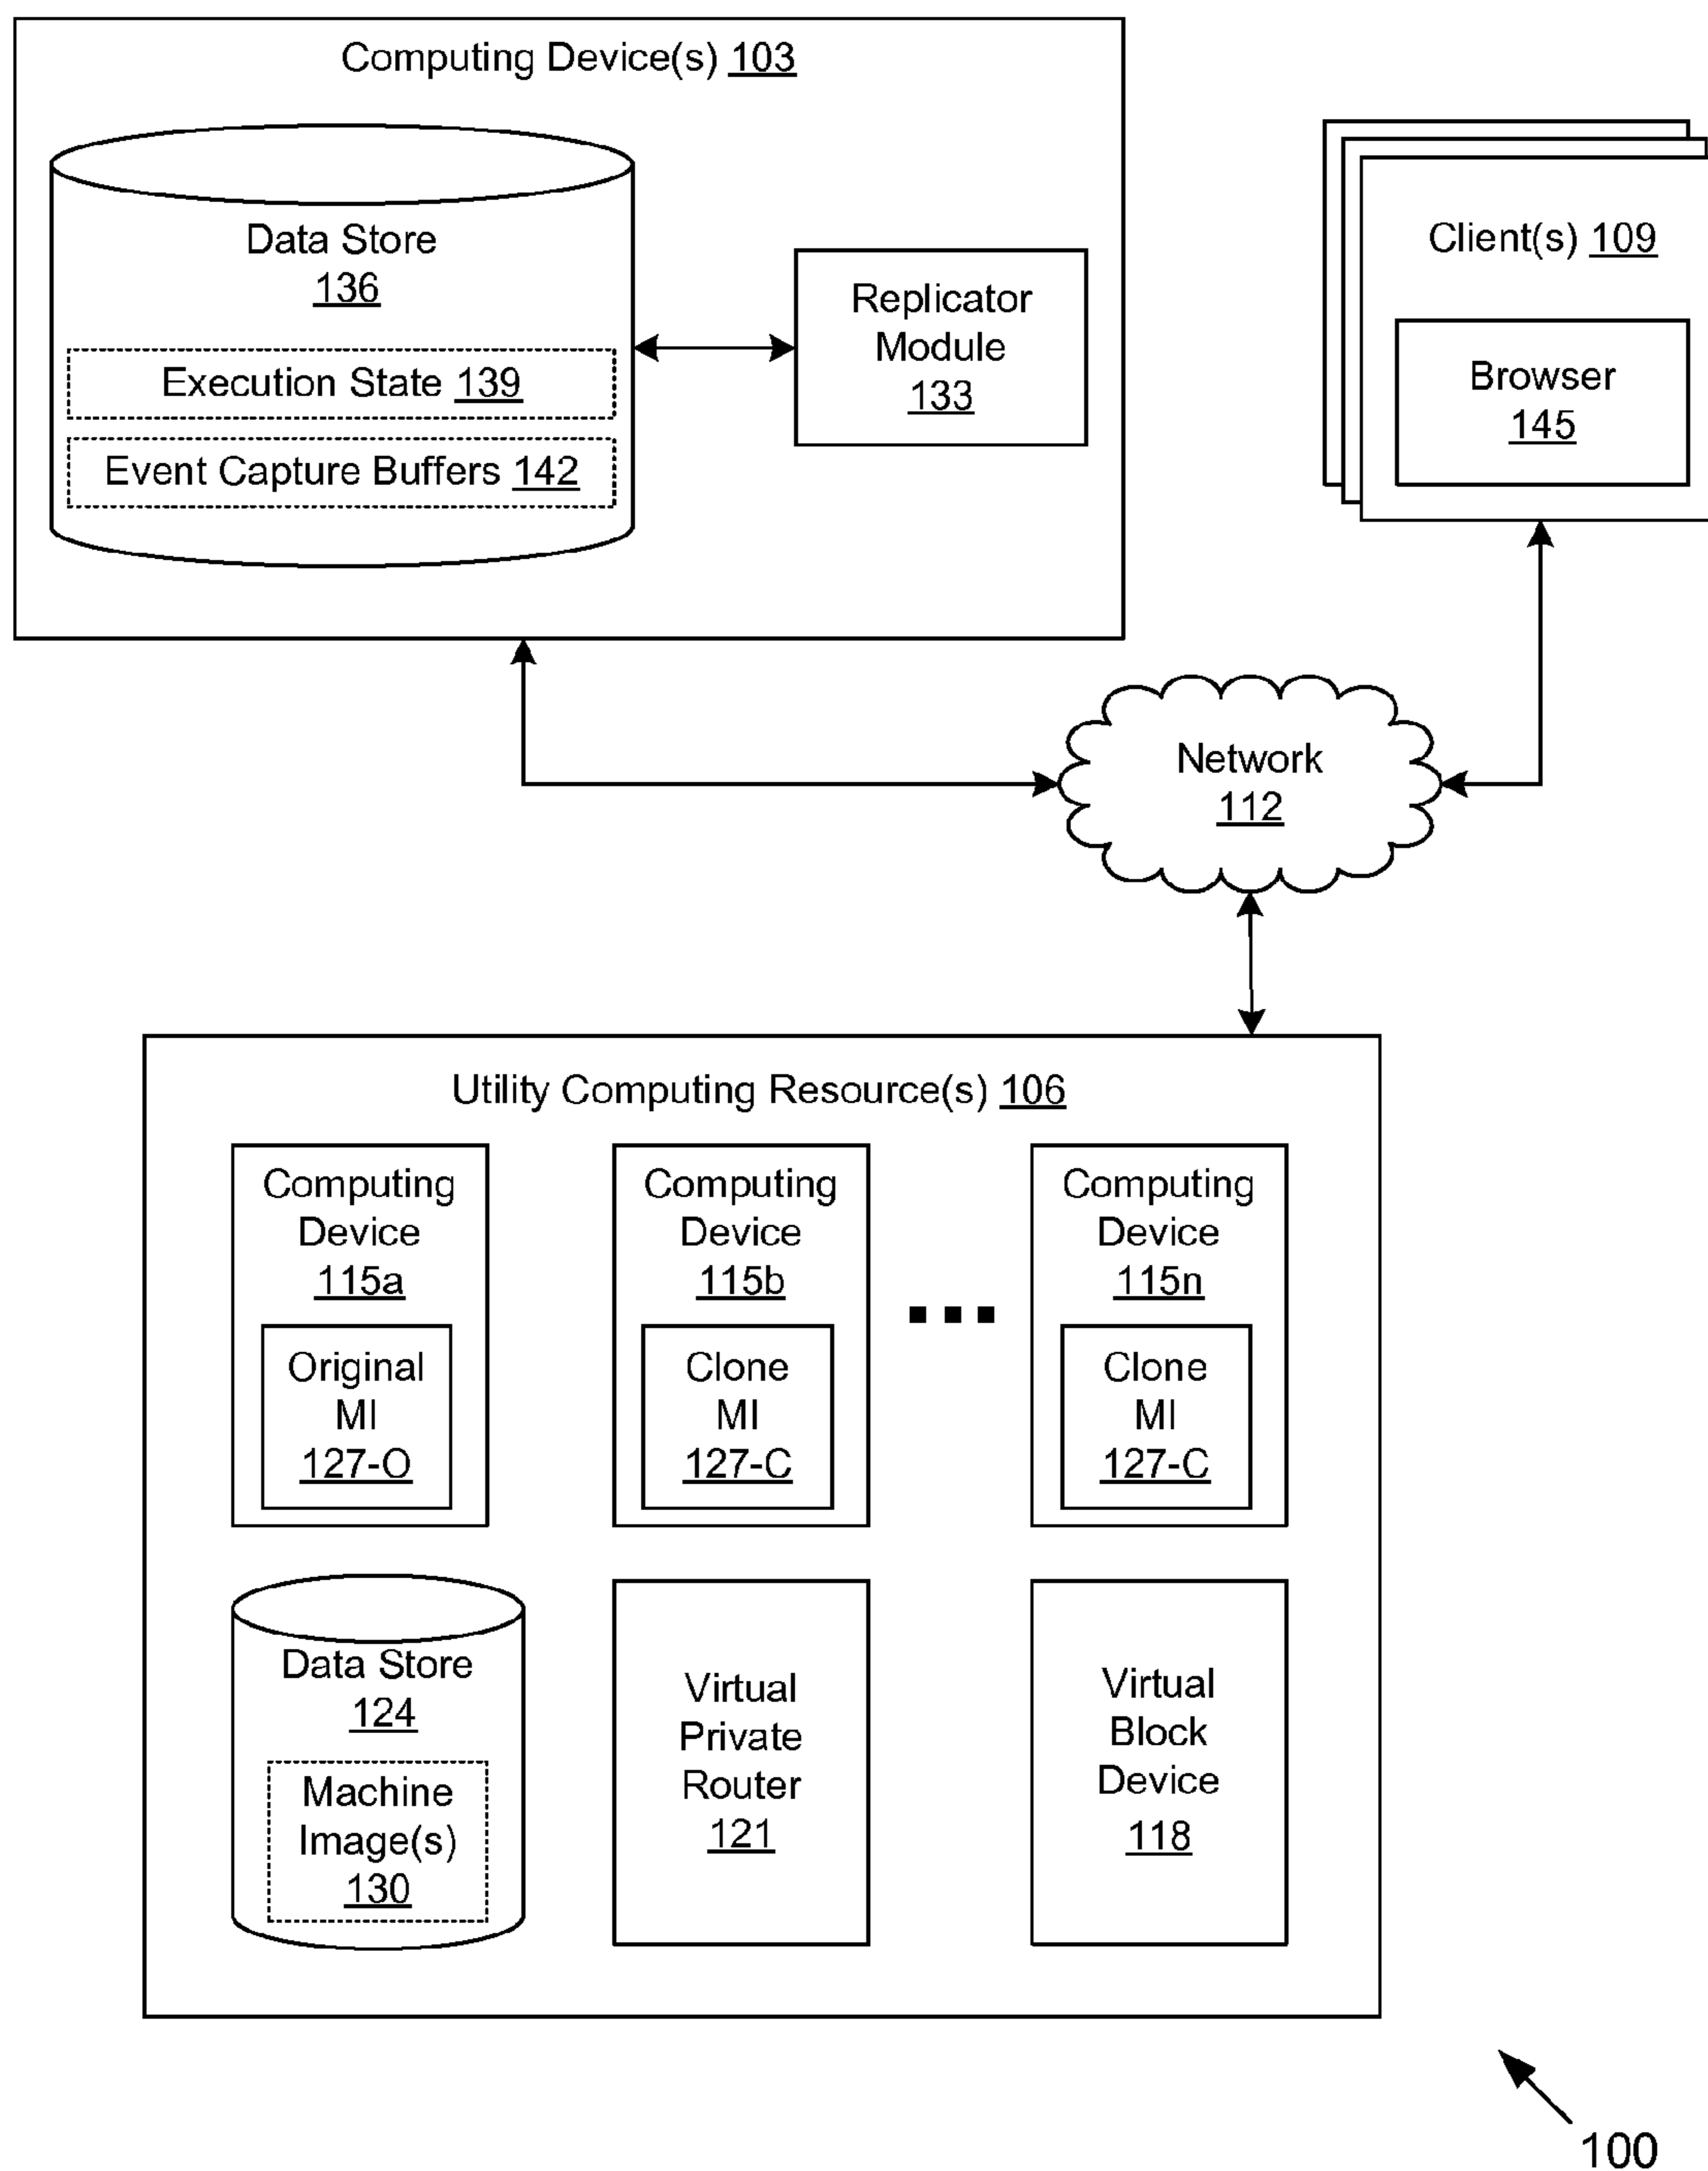 Computing Device(s) 103
Data Store
136
Execution State 139
Event Capture Buffers 142
Replicator
Module
133
Client(s) 109
Browser
145
Network
112
Utility Computing Resource(s) 106
Computing
Device
115a
Original
MI
127-O
Computing
Device
115b
Clone
MI
127-C
Computing
Device
115n
Clone
MI
127-C
Data Store
124
Machine
Image(s)
130
Virtual
Private
Router
121
Virtual
Block
Device
118
100